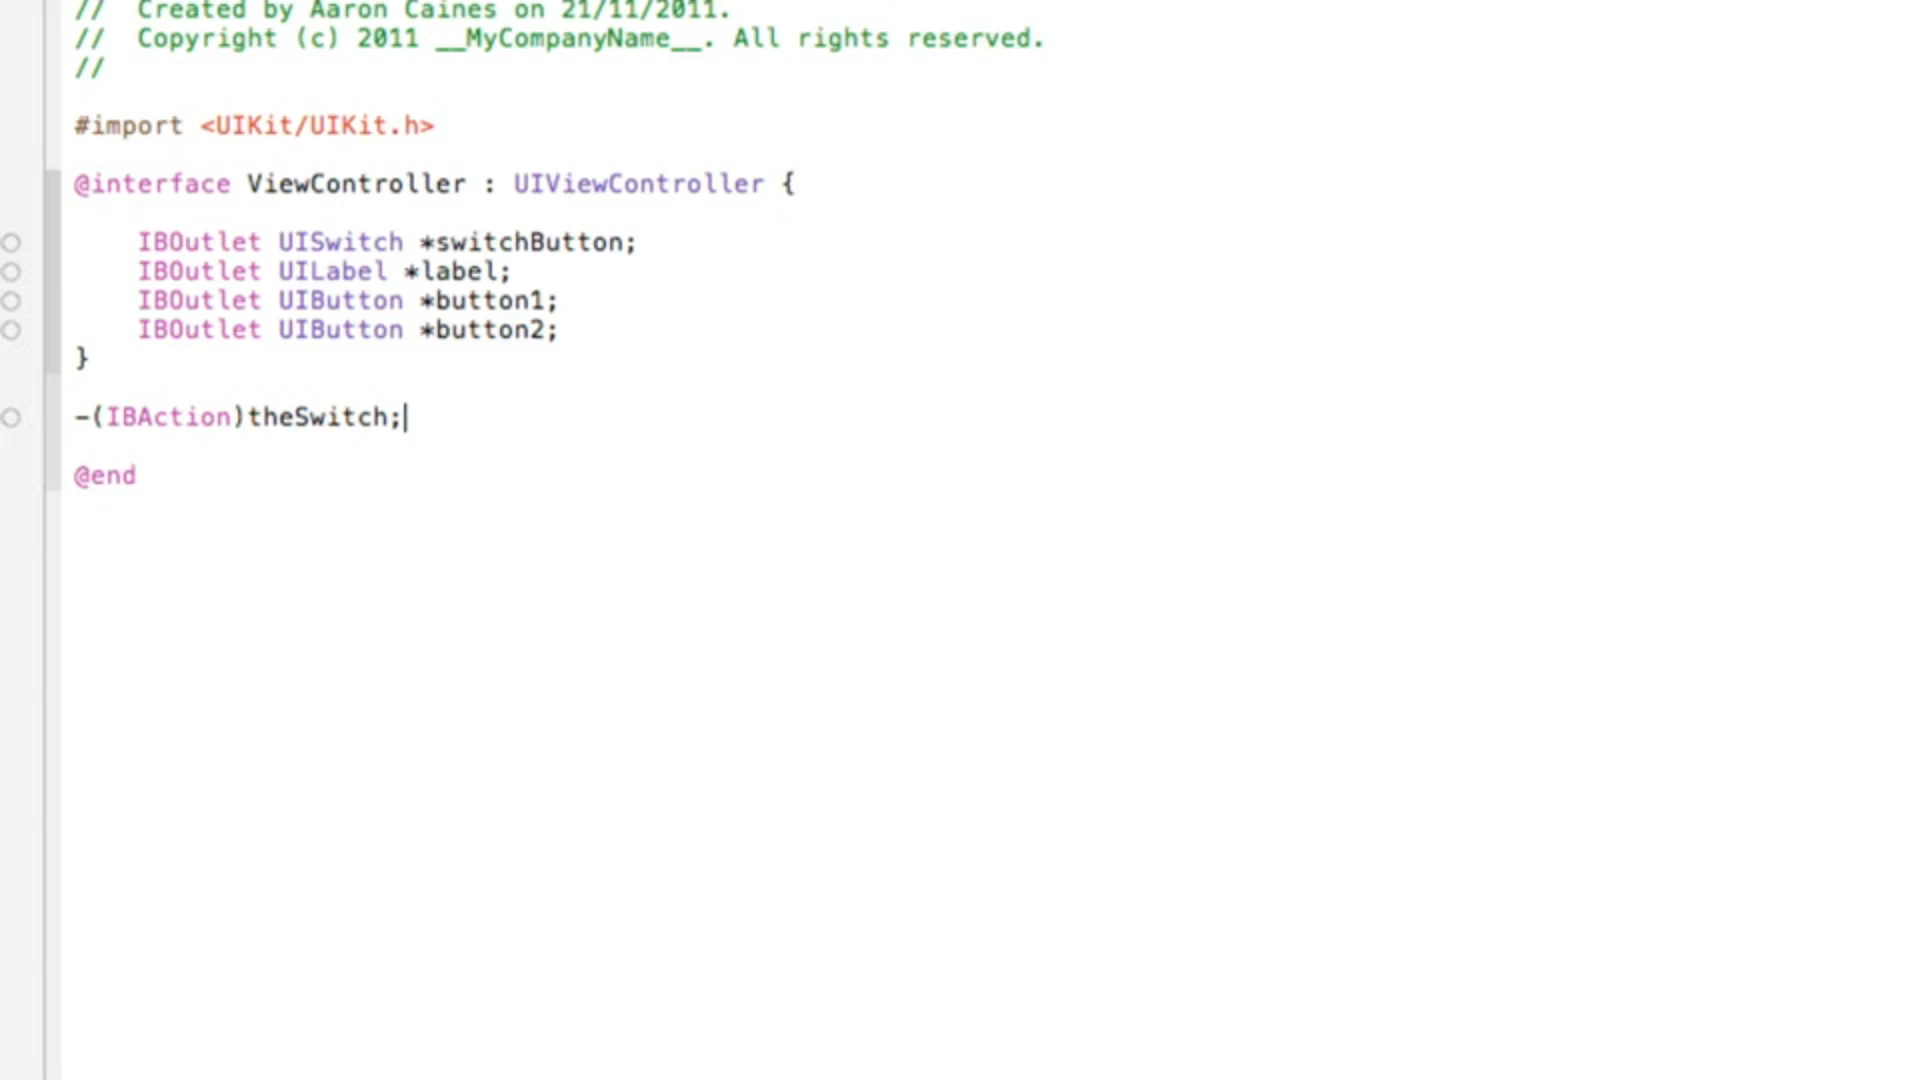 //  Created by Aaron Caines on 21/11/2011.
//  Copyright (c) 2011 __MyCompanyName__. All rights reserved.
//
#import <UIKit/UIKit.h>
@interface ViewController : UIViewController {
    IBOutlet UISwitch *switchButton;
    IBOutlet UILabel *label;
    IBOutlet UIButton *button1;
    IBOutlet UIButton *button2;
}
-(IBAction)theSwitch;
@end